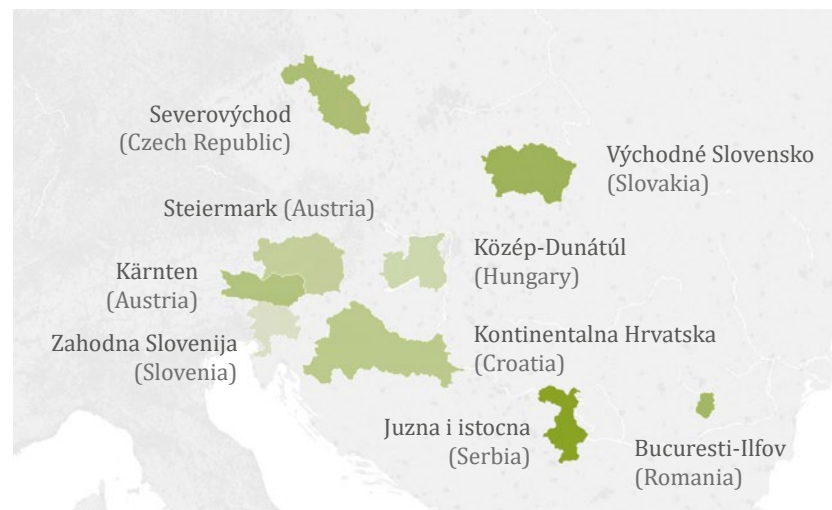 Severovýchod
(Czech Republic)
Východné Slovensko
(Slovakia)
Steiermark (Austria)
Közép-Dunátúl
(Hungary)
Kärnten
(Austria)
Zahodna Slovenija
(Slovenia)
Kontinentalna Hrvatska
(Croatia)
Juzna i istocna
(Serbia)
Bucuresti-Ilfov
(Romania)